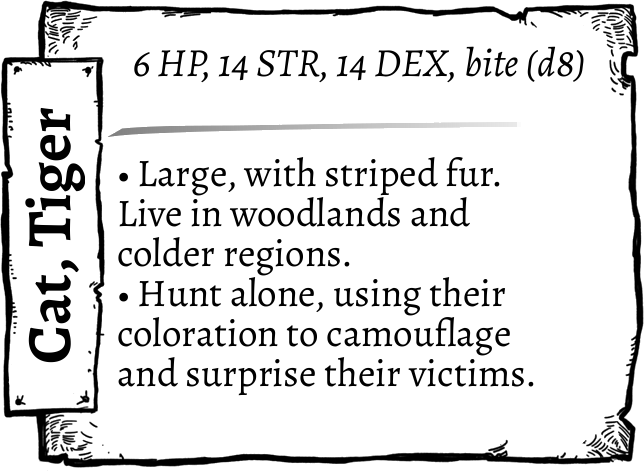 Cat, Tiger
6 HP, 14 STR, 14 DEX, bite (d8)
• Large, with striped fur.
Live in woodlands and
colder regions.
• Hunt alone, using their
coloration to camouflage
and surprise their victims.